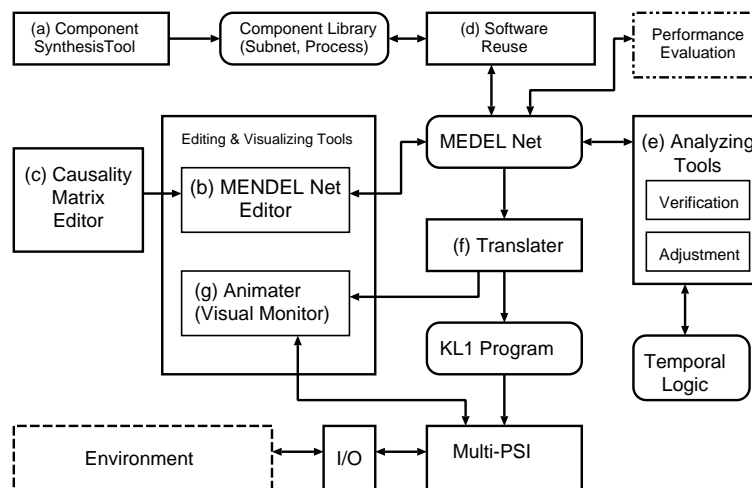 (a) Component
SynthesisTool
Component Library
(Subnet, Process)
(d) Software
Reuse
Performance
Evaluation
Editing & Visualizing Tools
MEDEL Net
(e) Analyzing
Tools
(c) Causality
Matrix
Editor
(b) MENDEL Net
Editor
Verification
(f) Translater
Adjustment
(g) Animater
(Visual Monitor)
KL1 Program
Temporal
Logic
Environment
I/O
Multi-PSI